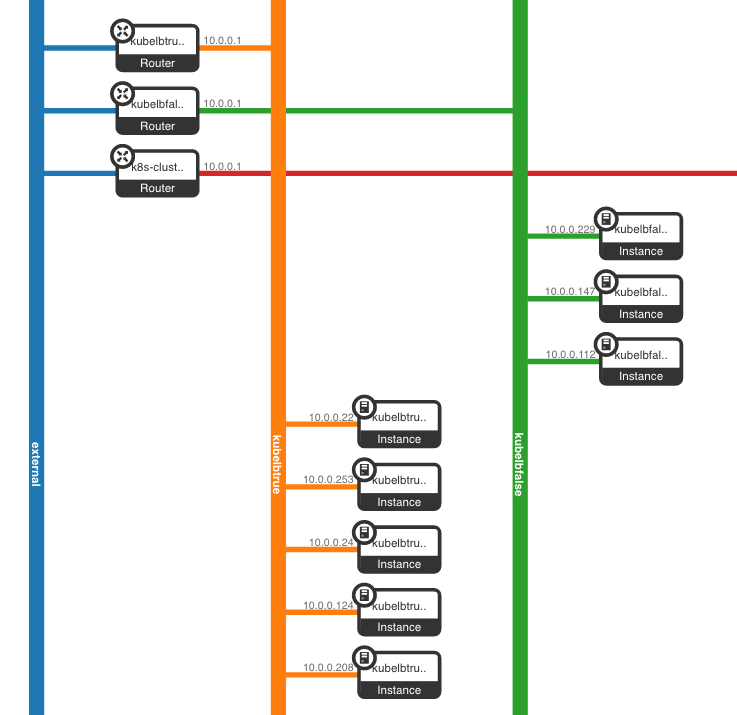 kubelbtru..
10.0.0.1
Router
kubelbfal..
10.0.0.1
Router
k8s-clust..
10.0.0.1
Router
10.0.0.229
kubelbfal..
Instance
10.0.0.147
kubelbfal..
Instance
10.0.0.112
kubelbfal..
Instance
10.0.0.22
kubelbtru..
Instance
external
kubelbtrue
kubelbfalse
10.0.0.253
kubelbtru..
Instance
10.0.0.24
kubelbtru..
Instance
10.0.0.124
kubelbtru..
Instance
10.0.0.208
kubelbtru..
Instance